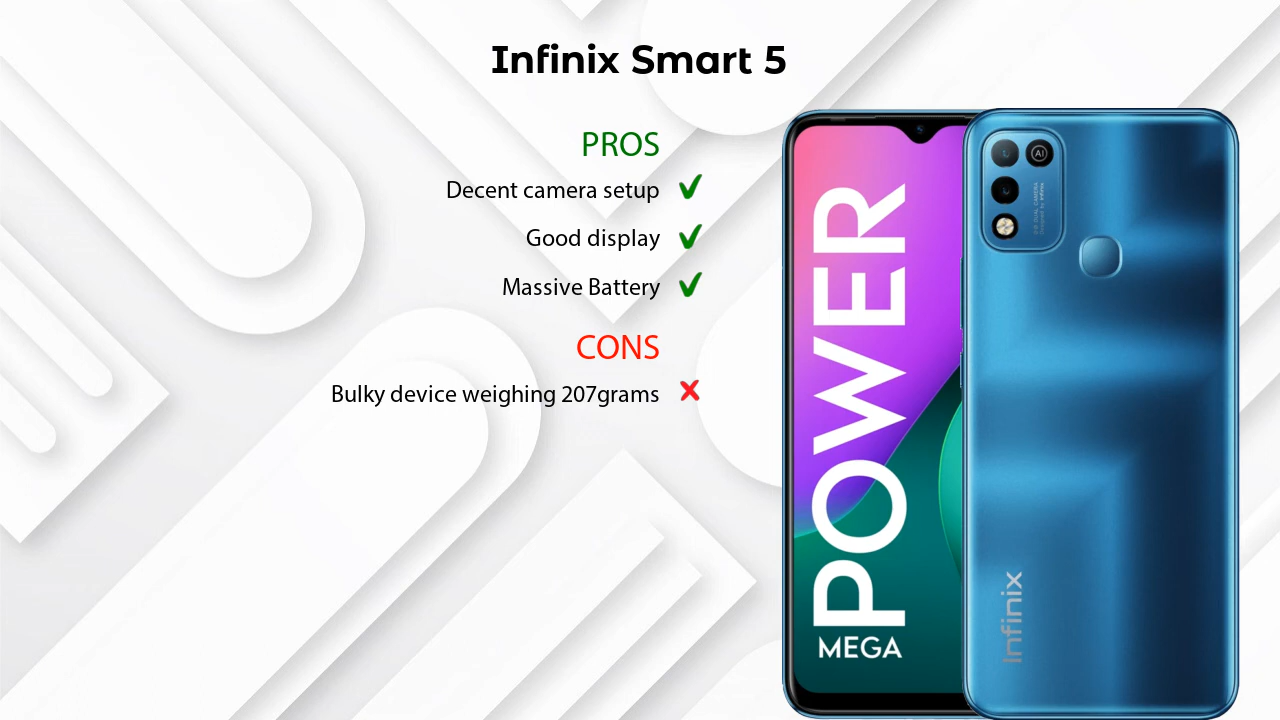 Infinix Smart 5
PROS
Decent camera setup
Good display
Massive Battery
CONS
Bulky device weighing 207grams
MEGA
POWER
AI
Infinix